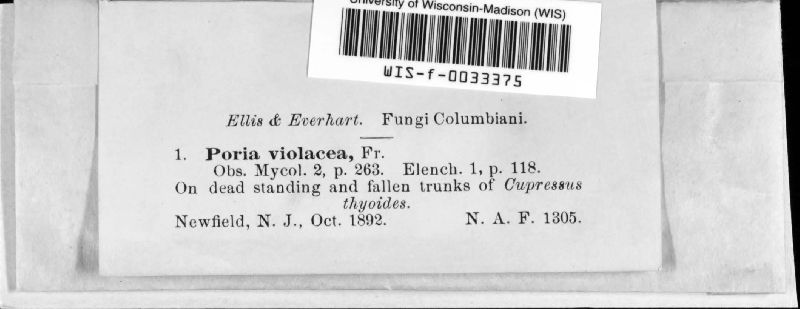 University of Wisconsin-Madison (WIS)
WIS-f-0033375
Ellis & Everhart. Fungi Columbiani.
1. Poria violacea, Fr.
Obs. Mycol. 2, p. 263. Elench. 1, p. 118.
On dead standing and fallen trunks of Cupressus
thyoides.
Newfield, N. J., Oct. 1892. N. A. F. 1305.